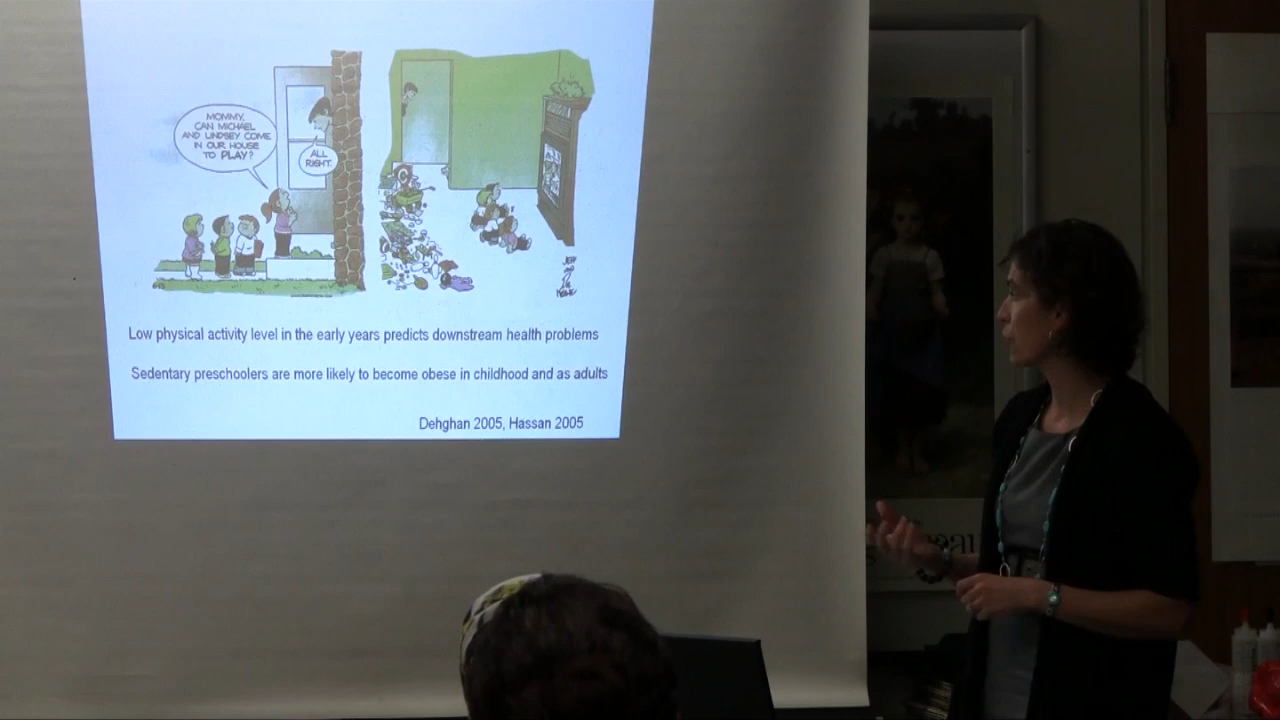 MOMMY,
CAN MICHAEL
AND LINDSEY COME
IN OUR HOUSE
TO PLAY?
ALL
RIGHT.
Low physical activity level in the early years predicts downstream health problems
Sedentary preschoolers are more likely to become obese in childhood and as adults
Dehghan 2005, Hassan 2005